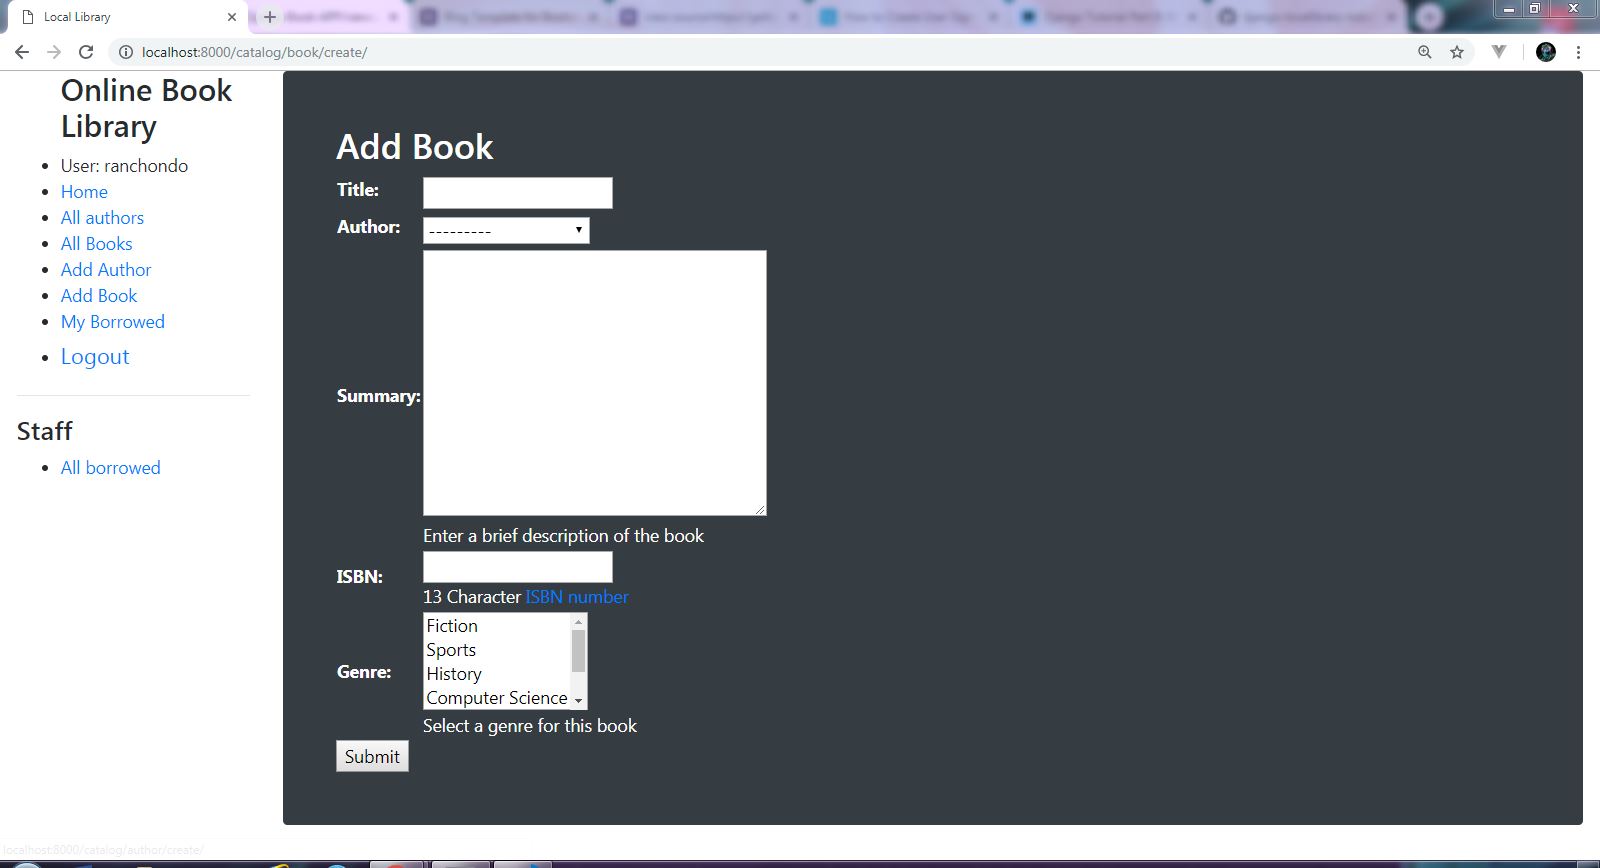 Local Library
localhost:8000/catalog/book/create/
Online Book
Library
User: ranchondo
Home
All authors
All Books
Add Author
Add Book
My Borrowed
Logout
Staff
All borrowed
Add Book
Title:
Author:
---------
Summary:
Enter a brief description of the book
ISBN:
13 Character ISBN number
Genre:
Fiction
Sports
History
Computer Science
Select a genre for this book
Submit
localhost:8000/catalog/author/create/